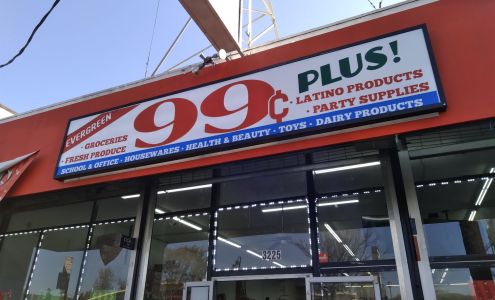 EVERGREEN
99¢ PLUS!
· GROCERIES
· FRESH PRODUCE
· LATINO PRODUCTS
· PARTY SUPPLIES
SCHOOL & OFFICE · HOUSEWARES · HEALTH & BEAUTY · TOYS · DAIRY PRODUCTS
3225